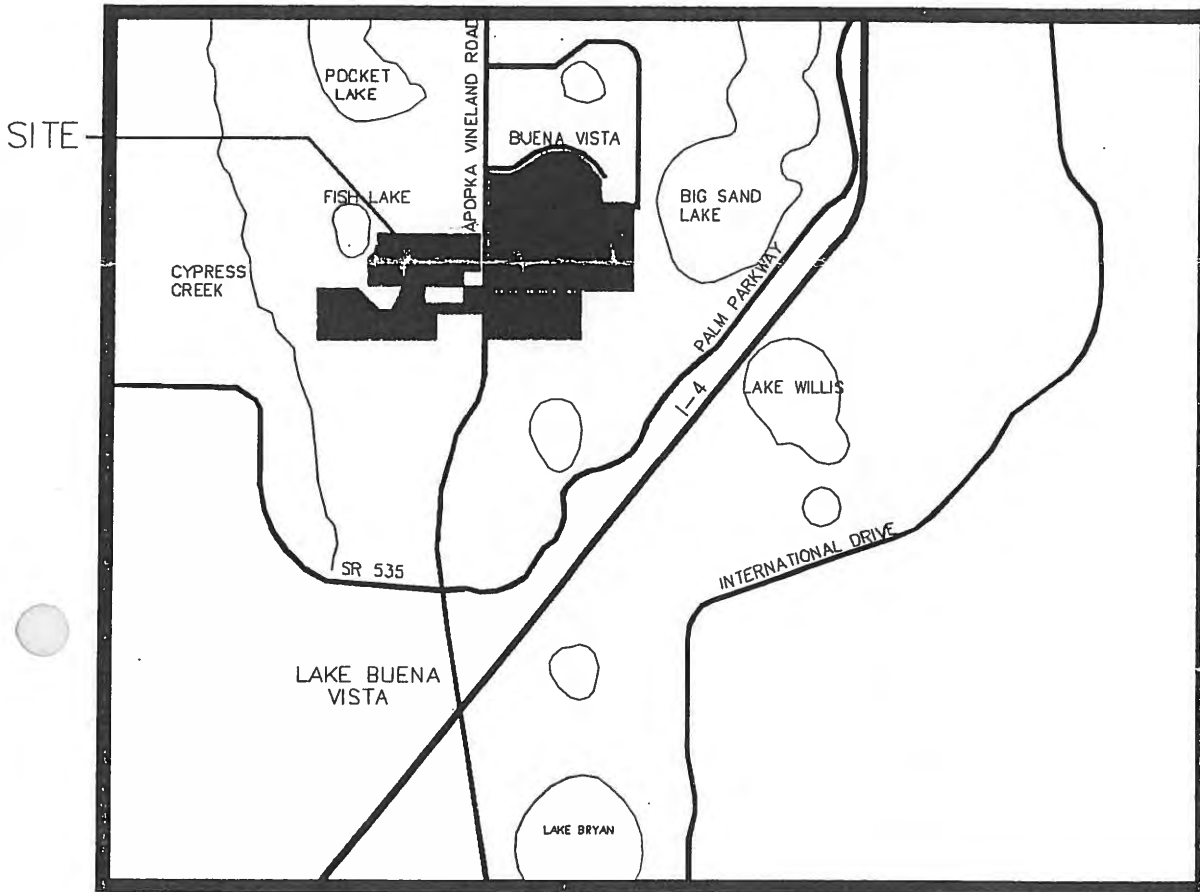 APOPKA VINELAND ROAD
POCKET
LAKE
SITE
BUENA VISTA
FISH LAKE
BIG SAND
LAKE
CYPRESS
CREEK
PALM PARKWAY
I-4
LAKE WILLIS
INTERNATIONAL DRIVE
SR 535
LAKE BUENA
VISTA
LAKE BRYAN